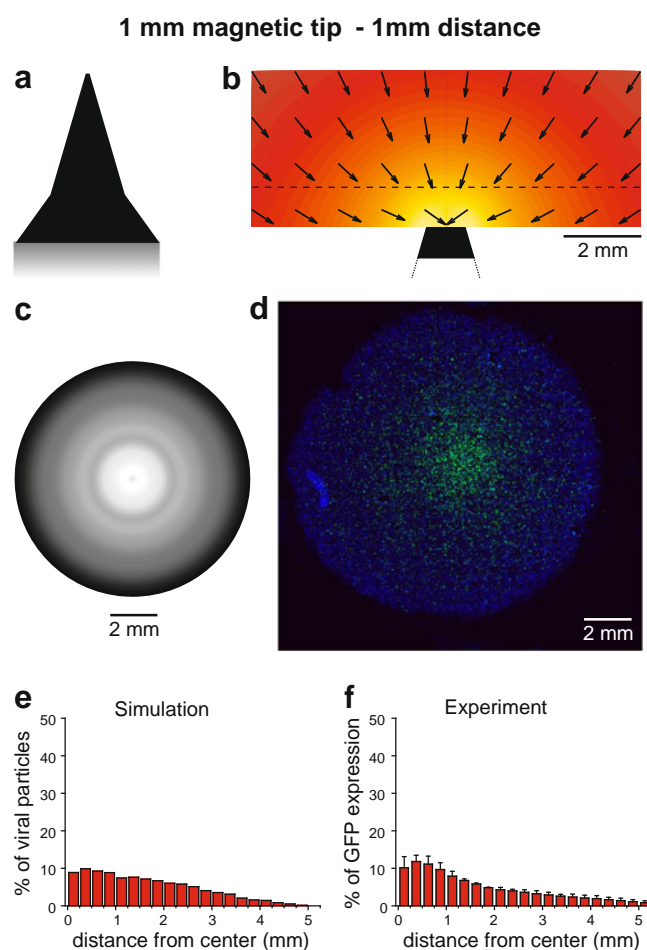 1 mm magnetic tip - 1mm distance
a
b
2 mm
c
d
2 mm
2 mm
e
Simulation
% of viral particles
50
40
30
20
10
0
0 1 2 3 4 5
distance from center (mm)
f
Experiment
% of GFP expression
50
40
30
20
10
0
0 1 2 3 4 5
distance from center (mm)